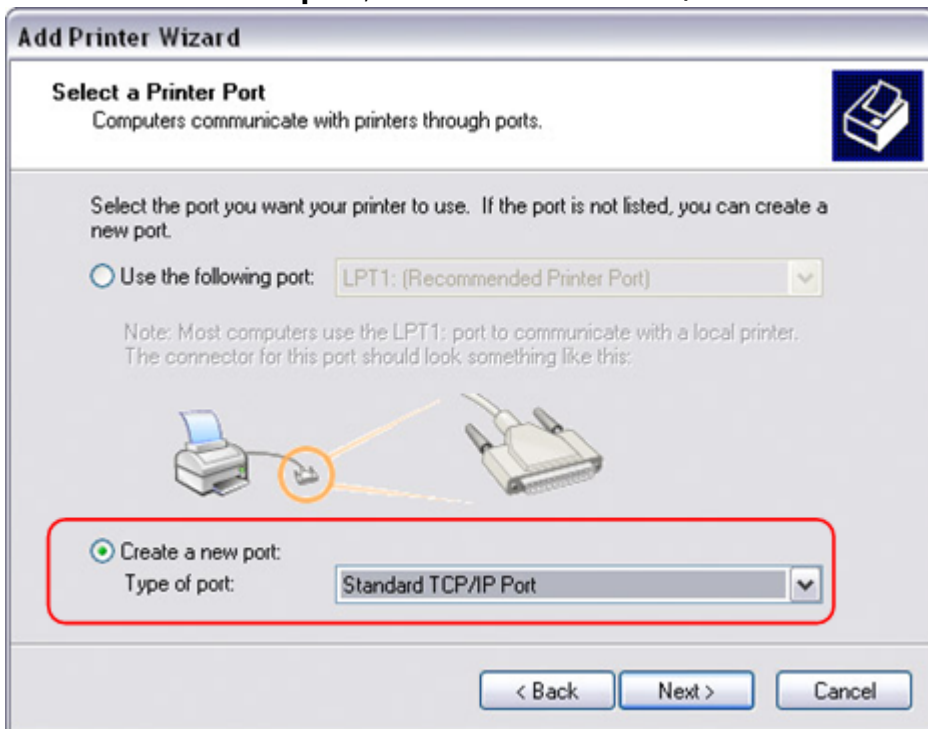 Add Printer Wizard
Select a Printer Port
Computers communicate with printers through ports.
Select the port you want your printer to use.  If the port is not listed, you can create a
new port.
Use the following port: LPT1: (Recommended Printer Port)
Note: Most computers use the LPT1: port to communicate with a local printer.
The connector for this port should look something like this:
Create a new port:
Type of port: Standard TCP/IP Port
< Back Next > Cancel